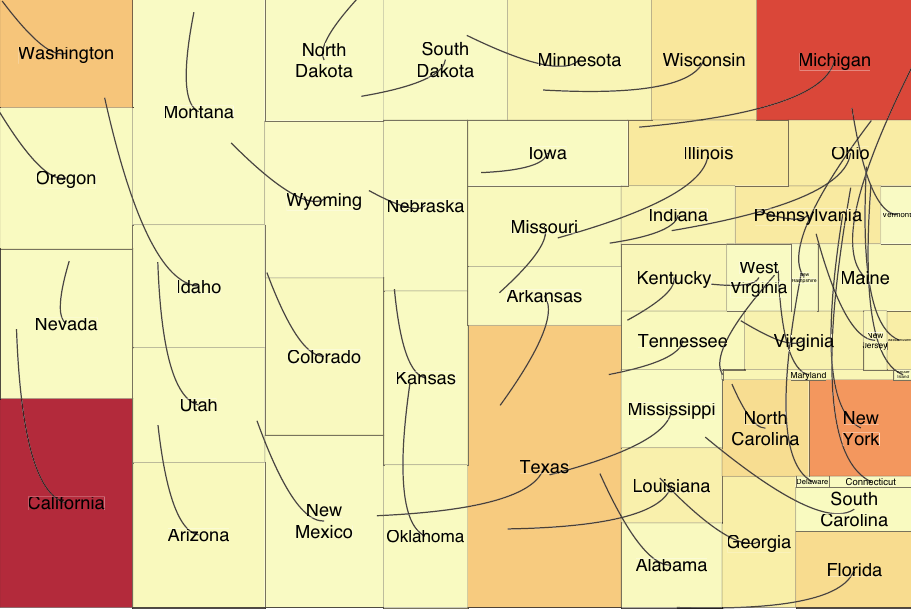 Washington
North
Dakota
South
Dakota
Minnesota
Wisconsin
Michigan
Montana
Oregon
Wyoming
Nebraska
Iowa
Illinois
Ohio
Missouri
Indiana
Pennsylvania
Vermont
Idaho
Arkansas
Kentucky
West
Virginia
New
Hampshire
Maine
Nevada
Colorado
Kansas
Tennessee
Virginia
New
Jersey
Maryland
Utah
Mississippi
North
Carolina
New
York
California
Texas
Louisiana
Delaware
Connecticut
South
Carolina
Arizona
New
Mexico
Oklahoma
Alabama
Georgia
Florida